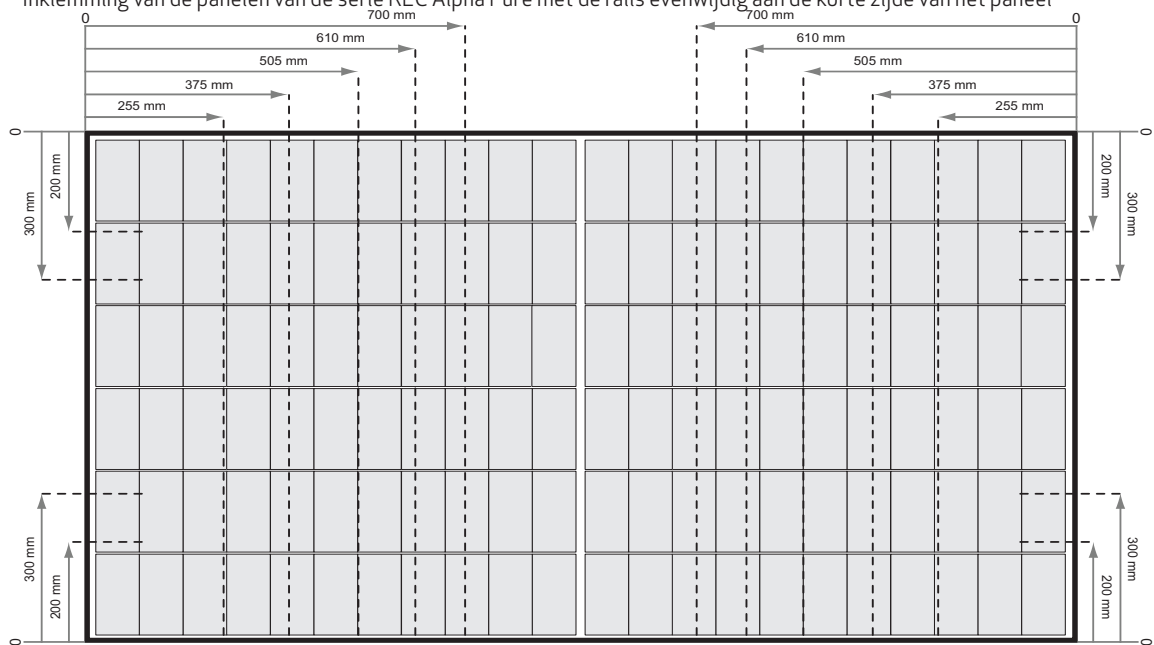 inklemming van de panelen van de serie REC Alpha Pure met de rails evenwijdig aan de korte zijde van het paneel
0
700 mm
700 mm
0
610 mm
610 mm
505 mm
505 mm
375 mm
375 mm
255 mm
255 mm
0
0
200 mm
200 mm
300 mm
300 mm
300 mm
300 mm
200 mm
200 mm
0
0